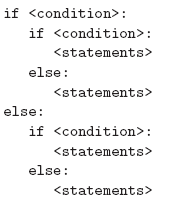 if <condition>:
    if <condition>:
        <statements>
    else:
        <statements>
else:
    if <condition>:
        <statements>
    else:
        <statements>